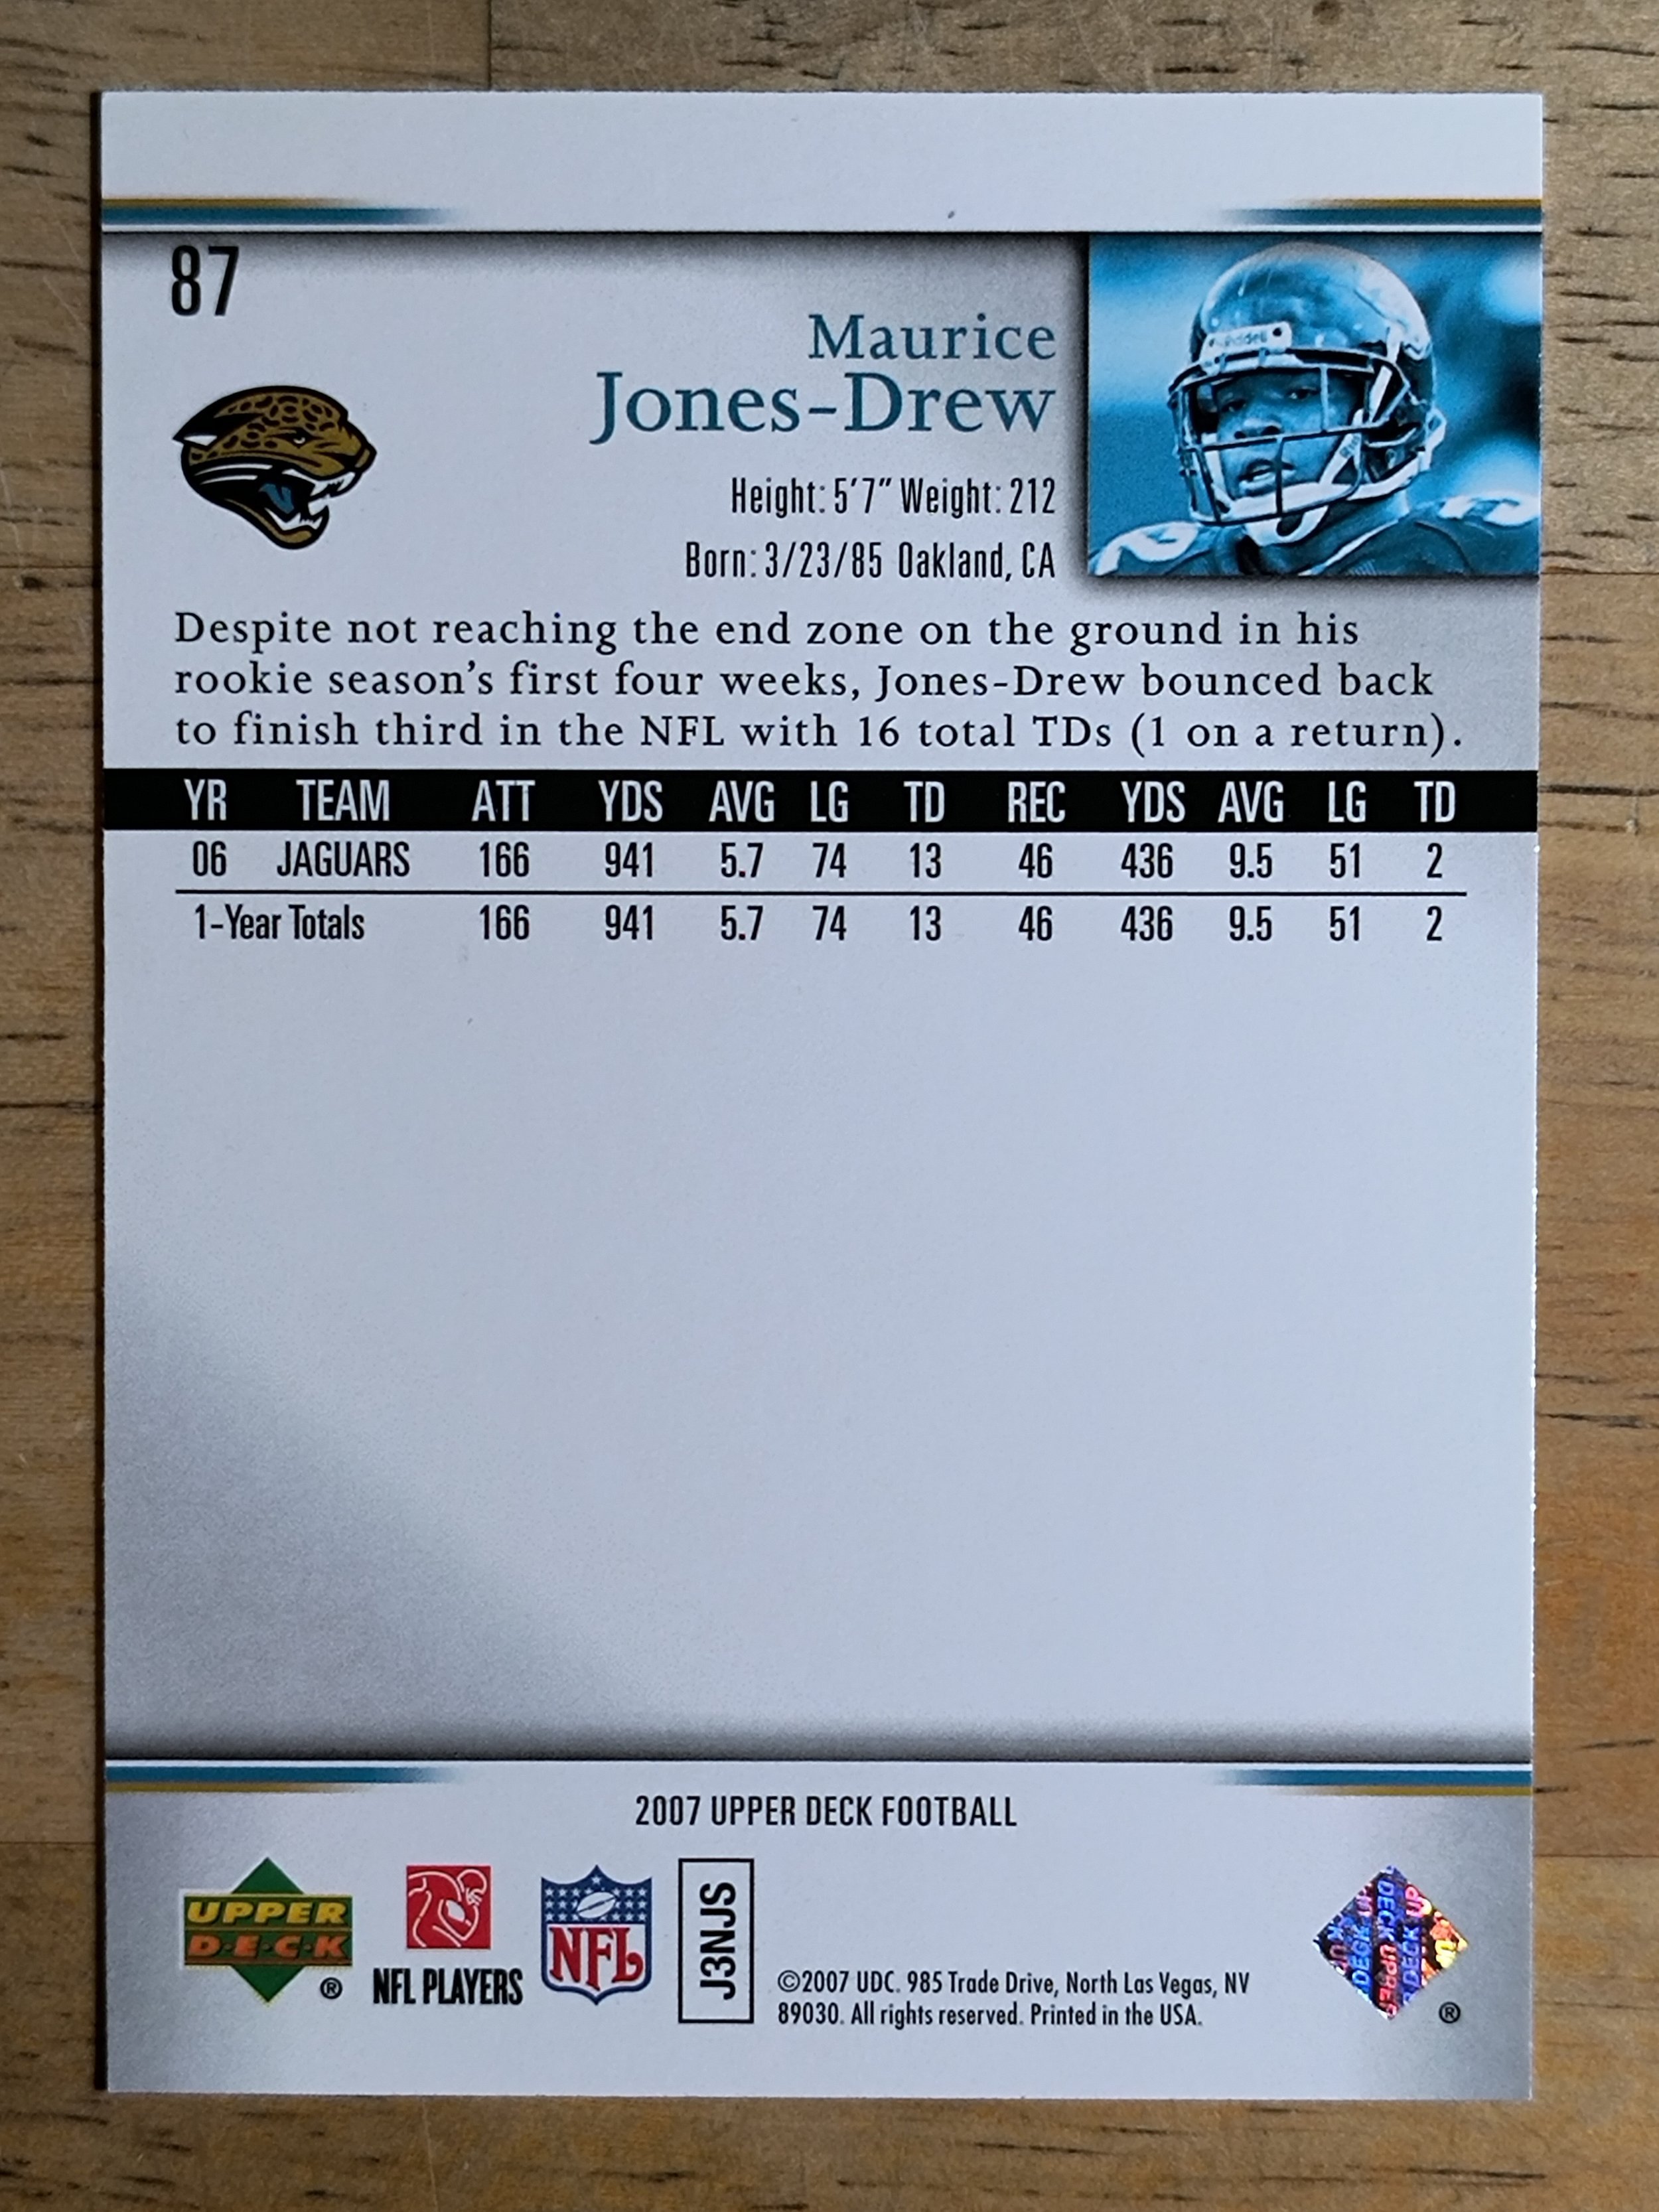 87
Maurice
Jones-Drew
Height: 5'7" Weight: 212
Born: 3/23/85 Oakland, CA
Riddell
Despite not reaching the end zone on the ground in his
rookie season's first four weeks, Jones-Drew bounced back
to finish third in the NFL with 16 total TDs (1 on a return).
YR TEAM ATT YDS AVG LG TD REC YDS AVG LG TD
06 JAGUARS 166 941 5.7 74 13 46 436 9.5 51 2
1-Year Totals 166 941 5.7 74 13 46 436 9.5 51 2
2007 UPPER DECK FOOTBALL
UPPER
D·E·C·K
®
NFL PLAYERS
NFL
J3NJS
©2007 UDC. 985 Trade Drive, North Las Vegas, NV
89030. All rights reserved. Printed in the USA.
DECK UP
UPPER
DECK UP
®